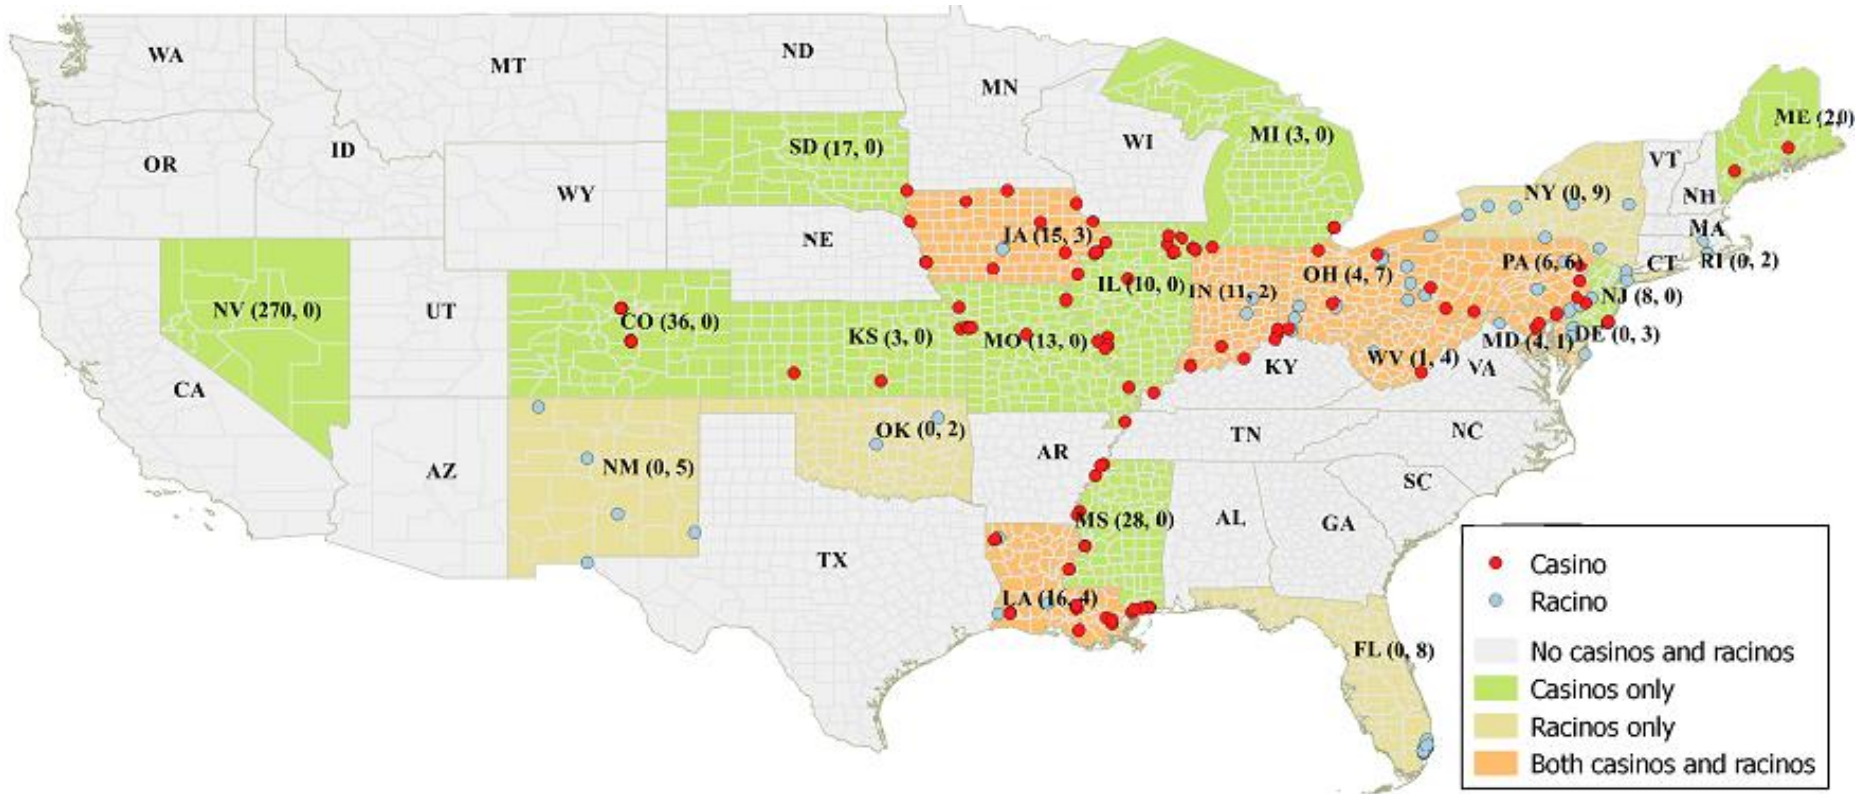 WA
MT
ND
MN
OR
ID
WY
SD (17, 0)
WI
MI (3, 0)
ME (2,0)
VT
NH
NY (0, 9)
MA
NE
IA (15, 3)
CT
RI (0, 2)
PA (6, 6)
OH (4, 7)
IL (10, 0)
IN (11, 2)
NJ (8, 0)
NV (270, 0)
UT
CO (36, 0)
KS (3, 0)
MO (13, 0)
MD (4, 1)
DE (0, 3)
WV (1, 4)
VA
KY
CA
AZ
NM (0, 5)
OK (0, 2)
AR
TN
NC
SC
MS (28, 0)
AL
GA
TX
LA (16, 4)
FL (0, 8)
Casino
Racino
No casinos and racinos
Casinos only
Racinos only
Both casinos and racinos